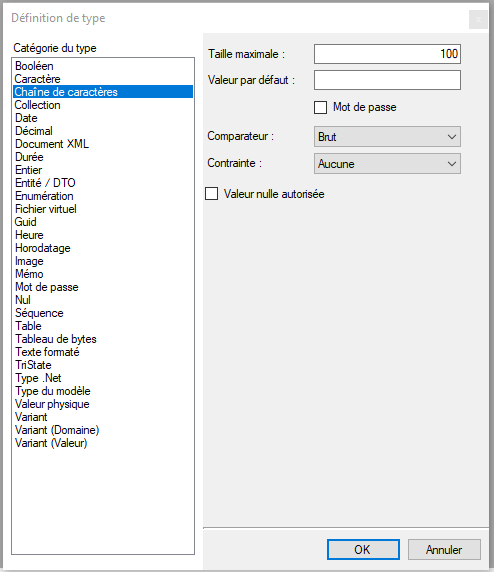 Définition de type
Catégorie du type
Booléen
Caractère
Chaîne de caractères
Collection
Date
Décimal
Document XML
Durée
Entier
Entité / DTO
Enumération
Fichier virtuel
Guid
Heure
Horodatage
Image
Mémo
Mot de passe
Nul
Séquence
Table
Tableau de bytes
Texte formaté
TriState
Type .Net
Type du modèle
Valeur physique
Variant
Variant (Domaine)
Variant (Valeur)
Taille maximale : 100
Valeur par défaut :
Mot de passe
Comparateur : Brut
Contrainte : Aucune
Valeur nulle autorisée
OK Annuler